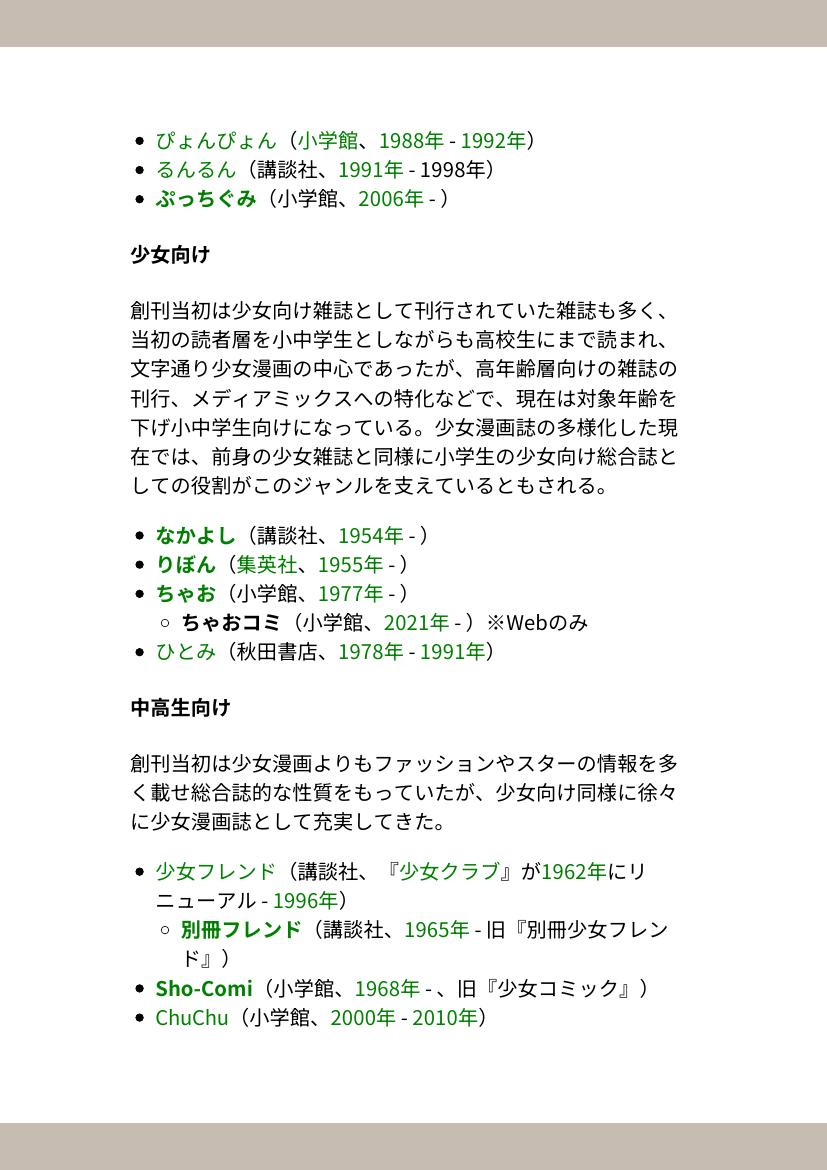 • ぴょんぴょん（小学館、1988年 - 1992年）
• るんるん（講談社、1991年 - 1998年）
• ぷっちぐみ（小学館、2006年 - ）
少女向け
創刊当初は少女向け雑誌として刊行されていた雑誌も多く、
当初の読者層を小中学生としながらも高校生にまで読まれ、
文字通り少女漫画の中心であったが、高年齢層向けの雑誌の
刊行、メディアミックスへの特化などで、現在は対象年齢を
下げ小中学生向けになっている。少女漫画誌の多様化した現
在では、前身の少女雑誌と同様に小学生の少女向け総合誌と
しての役割がこのジャンルを支えているともされる。
• なかよし（講談社、1954年 - ）
• りぼん（集英社、1955年 - ）
• ちゃお（小学館、1977年 - ）
◦ ちゃおコミ（小学館、2021年 - ）※Webのみ
• ひとみ（秋田書店、1978年 - 1991年）
中高生向け
創刊当初は少女漫画よりもファッションやスターの情報を多
く載せ総合誌的な性質をもっていたが、少女向け同様に徐々
に少女漫画誌として充実してきた。
• 少女フレンド（講談社、『少女クラブ』が1962年にリ
ニューアル - 1996年）
◦ 別冊フレンド（講談社、1965年 - 旧『別冊少女フレン
ド』）
• Sho-Comi（小学館、1968年 - 、旧『少女コミック』）
• ChuChu（小学館、2000年 - 2010年）